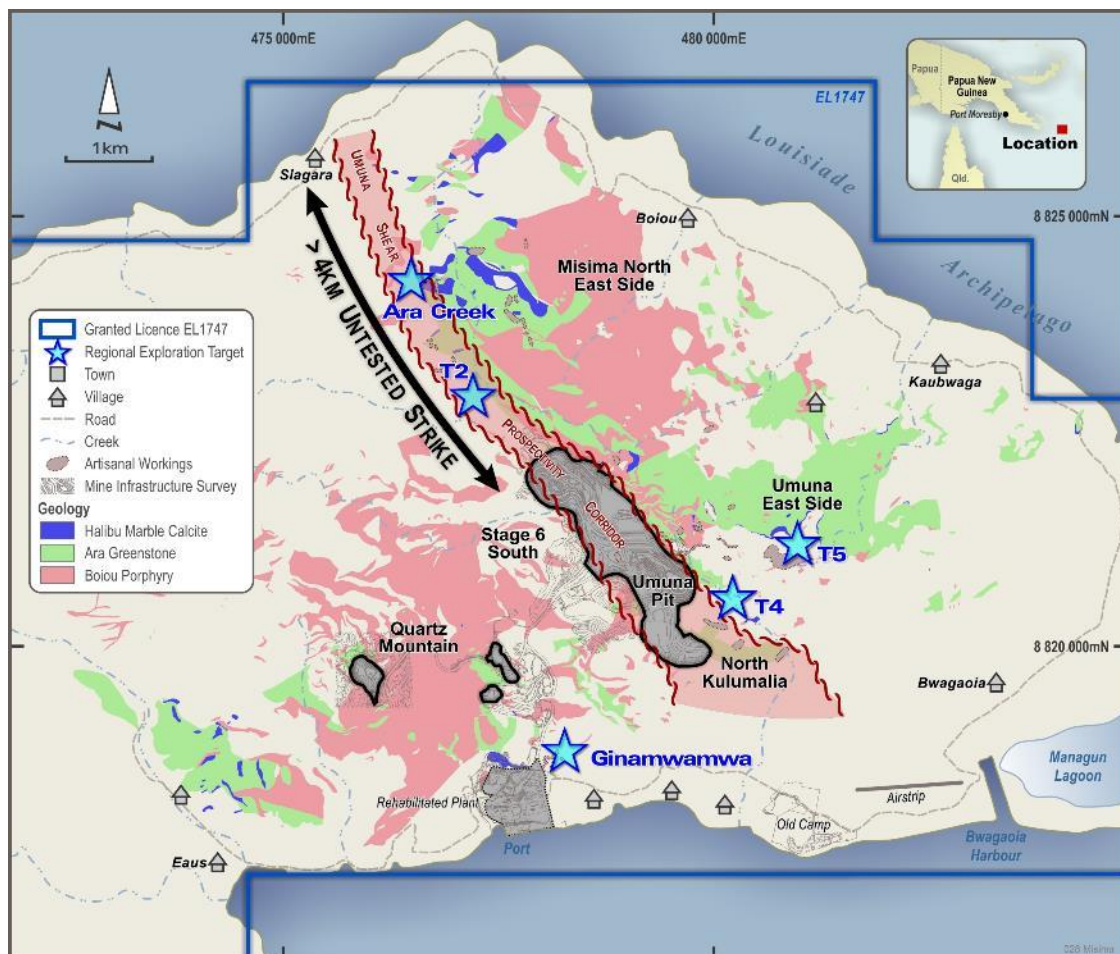 475 000mE
480 000mE
EL1747
Papua
Papua New
Guinea
Port Moresby
Location
Qld.
N
1km
Louisiade
Archipelago
8 825 000mN
Siagara
UMUNA
SHEAR
Boiou
Misima North
East Side
> 4KM UNTESTED STRIKE
Ara Creek
T2
Kaubwaga
PROSPECTIVITY
CORRIDOR
Granted Licence EL1747
Regional Exploration Target
Town
Village
Road
Creek
Artisanal Workings
Mine Infrastructure Survey
Geology
Halibu Marble Calcite
Ara Greenstone
Boiou Porphyry
Umuna
East Side
Stage 6
South
T5
Umuna
Pit
T4
Quartz
Mountain
8 820 000mN
North
Kulumalia
Bwagaoia
Ginamwamwa
Managun
Lagoon
Rehabilitated Plant
Airstrip
Old Camp
Port
Bwagaoia
Harbour
Eaus
028 Misima